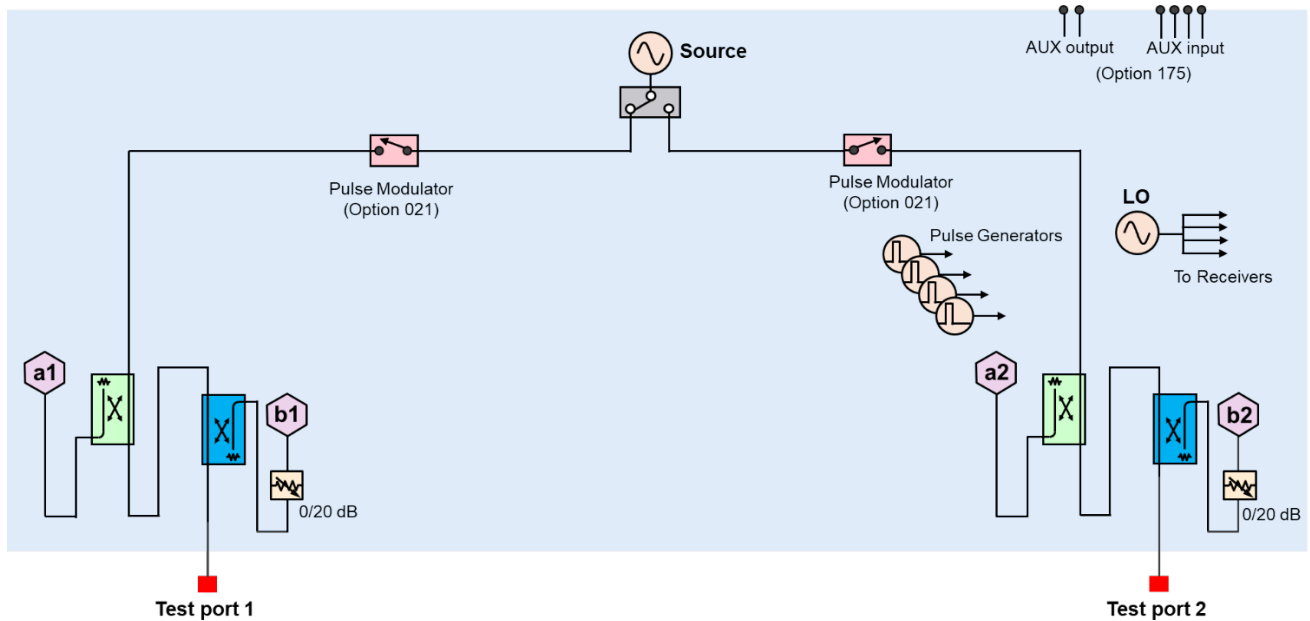 Source
AUX output
AUX input
(Option 175)
Pulse Modulator
(Option 021)
Pulse Modulator
(Option 021)
LO
Pulse Generators
To Receivers
a1
b1
0/20 dB
a2
b2
0/20 dB
Test port 1
Test port 2